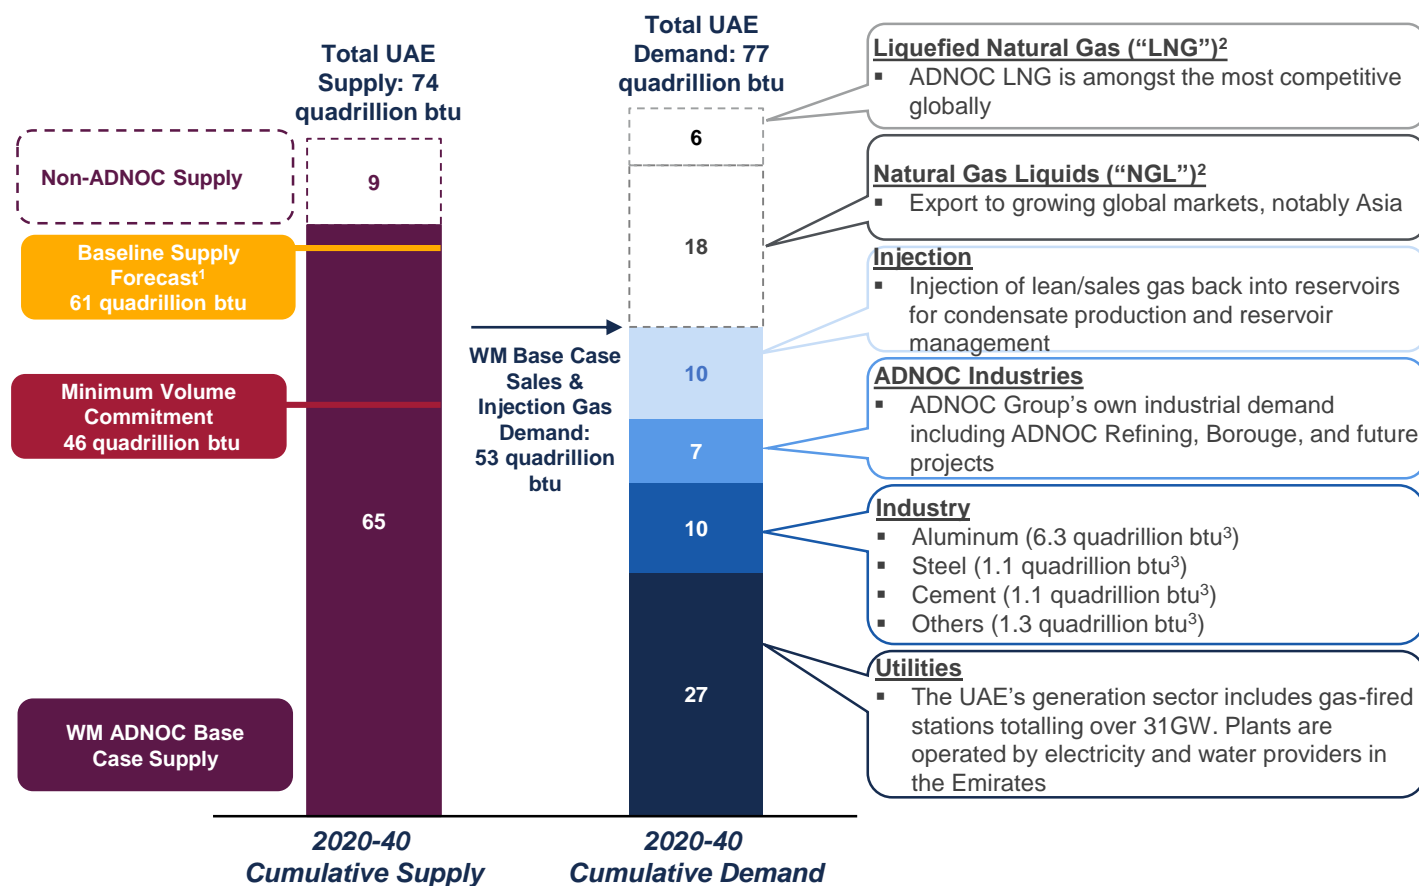 Total UAE
Supply: 74
quadrillion btu
Non-ADNOC Supply
Baseline Supply
Forecast¹
61 quadrillion btu
Minimum Volume
Commitment
46 quadrillion btu
WM ADNOC Base
Case Supply
9
65
2020-40
Cumulative Supply
WM Base Case
Sales &
Injection Gas
Demand:
53 quadrillion
btu
Total UAE
Demand: 77
quadrillion btu
6
18
10
7
10
27
2020-40
Cumulative Demand
Liquefied Natural Gas (“LNG”)²
▪ ADNOC LNG is amongst the most competitive
globally
Natural Gas Liquids (“NGL”)²
▪ Export to growing global markets, notably Asia
Injection
▪ Injection of lean/sales gas back into reservoirs
for condensate production and reservoir
management
ADNOC Industries
▪ ADNOC Group’s own industrial demand
including ADNOC Refining, Borouge, and future
projects
Industry
▪ Aluminum (6.3 quadrillion btu³)
▪ Steel (1.1 quadrillion btu³)
▪ Cement (1.1 quadrillion btu³)
▪ Others (1.3 quadrillion btu³)
Utilities
▪ The UAE’s generation sector includes gas-fired
stations totalling over 31GW. Plants are
operated by electricity and water providers in
the Emirates